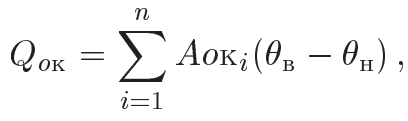 Q_{ок} = \sum_{i=1}^{n} Aок_i(θ_в − θ_н) ,